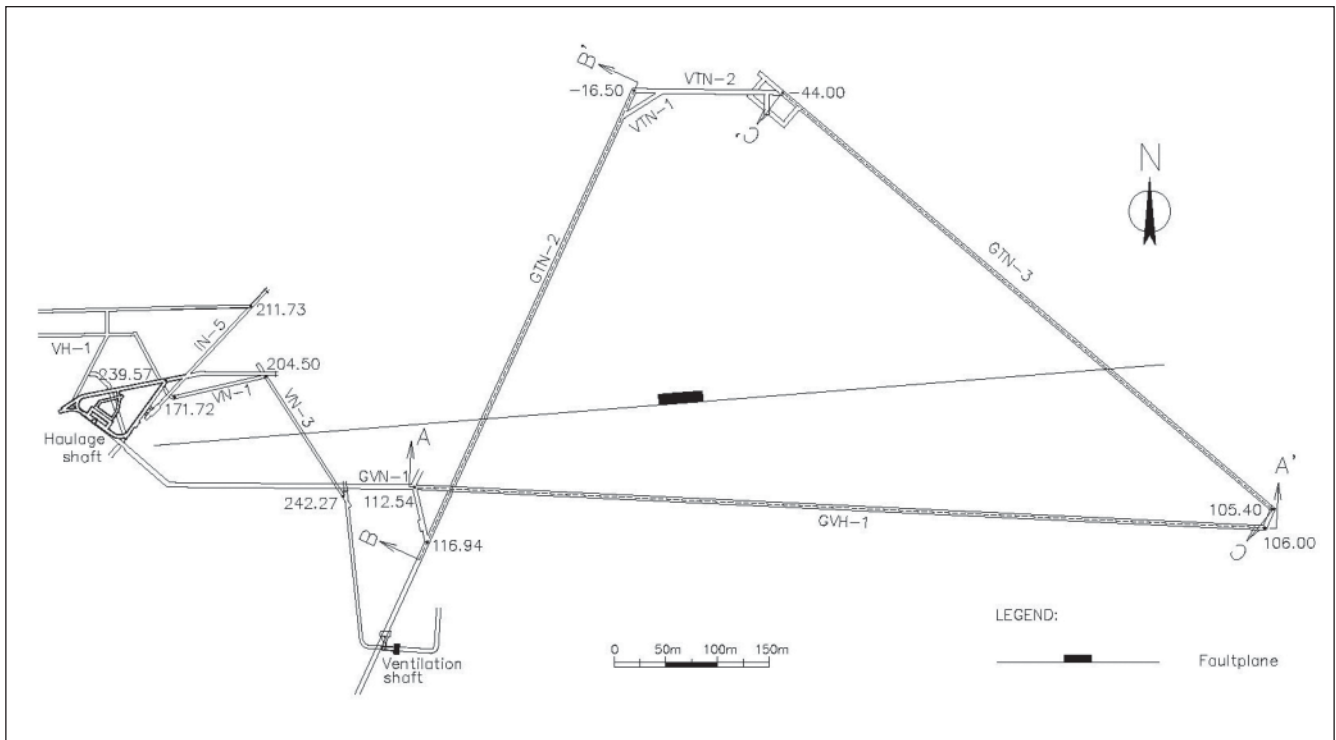 B'
VTN-2
-16.50
-44.00
VTN-1
C'
N
GTN-2
GTN-3
211.73
IN-5
VH-1
239.57
204.50
171.72
VN-1
VN-3
Haulage
shaft
A
GVN-1
A'
242.27
112.54
GVH-1
105.40
B
116.94
C
106.00
LEGEND:
0 50m 100m 150m
Faultplane
Ventilation
shaft